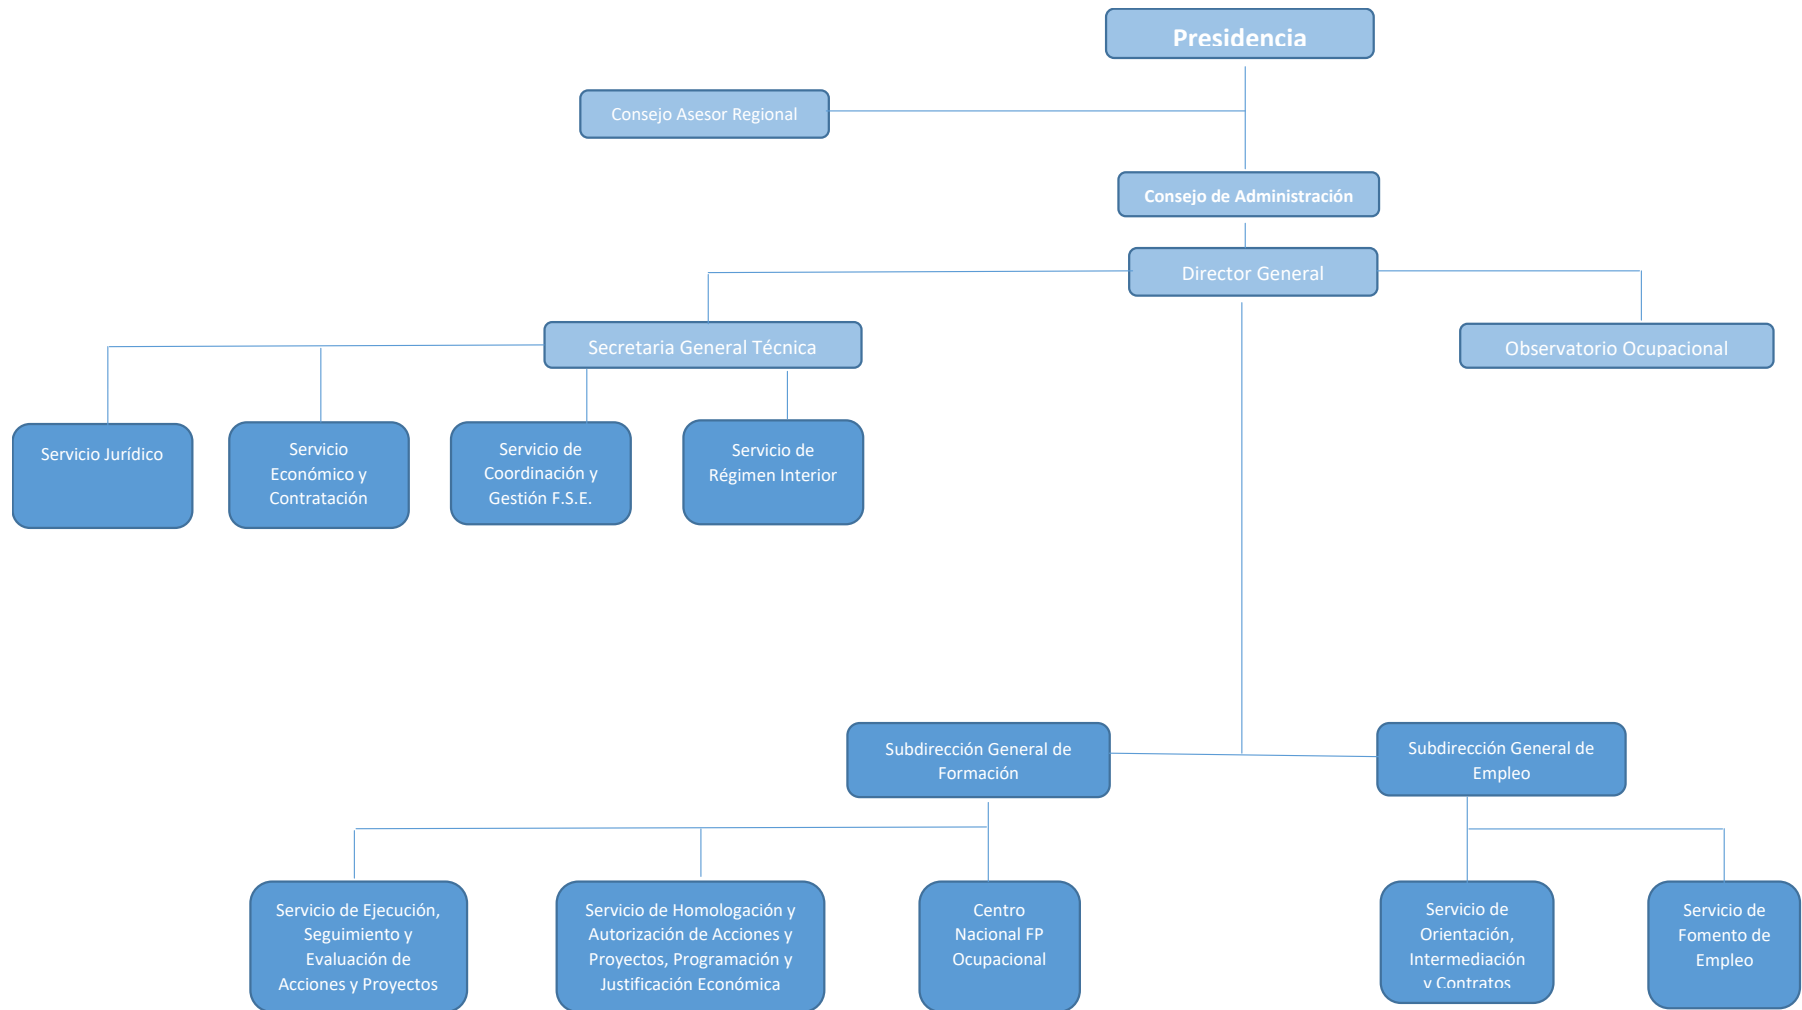 Presidencia
Consejo Asesor Regional
Consejo de Administración
Director General
Secretaria General Técnica
Observatorio Ocupacional
Servicio Jurídico
Servicio
Económico y
Contratación
Servicio de
Coordinación y
Gestión F.S.E.
Servicio de
Régimen Interior
Subdirección General de
Formación
Subdirección General de
Empleo
Servicio de Ejecución,
Seguimiento y
Evaluación de
Acciones y Proyectos
Servicio de Homologación y
Autorización de Acciones y
Proyectos, Programación y
Justificación Económica
Centro
Nacional FP
Ocupacional
Servicio de
Orientación,
Intermediación
y Contratos
Servicio de
Fomento de
Empleo